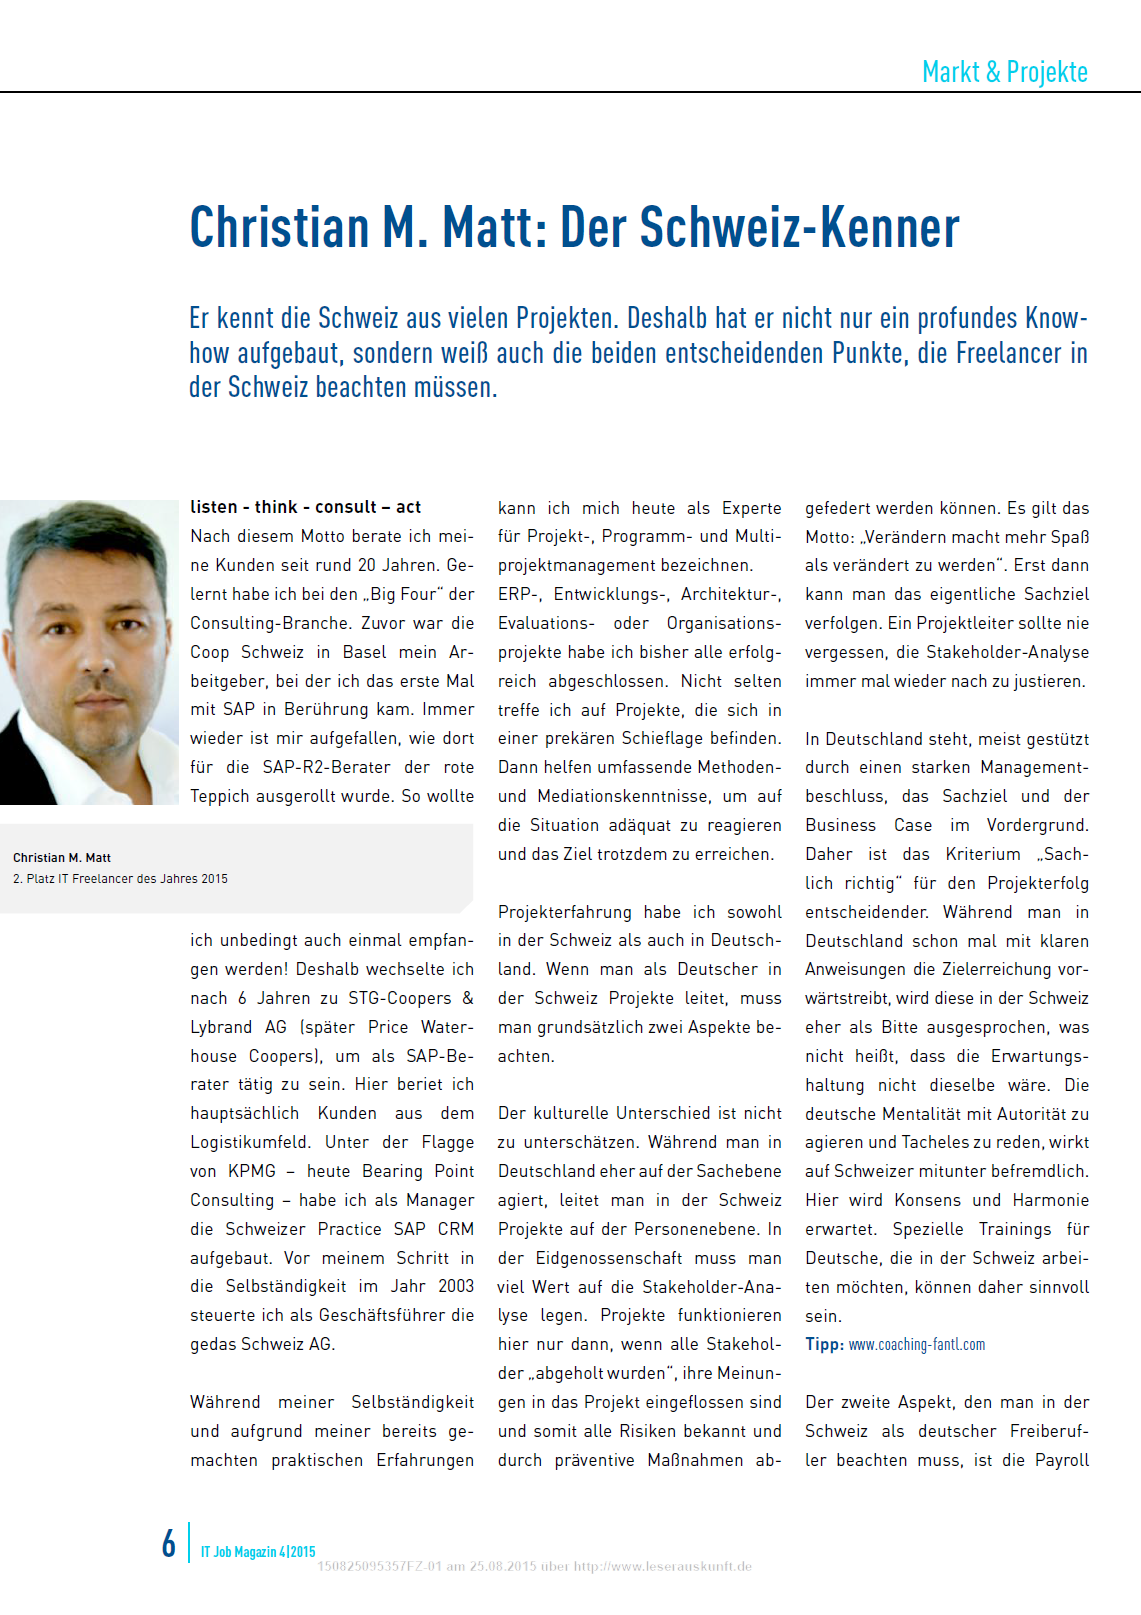 Markt & Projekte
Christian M. Matt: Der Schweiz-Kenner
Er kennt die Schweiz aus vielen Projekten. Deshalb hat er nicht nur ein profundes Know-
how aufgebaut, sondern weiß auch die beiden entscheidenden Punkte, die Freelancer in
der Schweiz beachten müssen.
listen - think - consult – act
Nach diesem Motto berate ich mei-
ne Kunden seit rund 20 Jahren. Ge-
lernt habe ich bei den „Big Four“ der
Consulting-Branche. Zuvor war die
Coop Schweiz in Basel mein Ar-
beitgeber, bei der ich das erste Mal
mit SAP in Berührung kam. Immer
wieder ist mir aufgefallen, wie dort
für die SAP-R2-Berater der rote
Teppich ausgerollt wurde. So wollte
Christian M. Matt
2. Platz IT Freelancer des Jahres 2015
ich unbedingt auch einmal empfan-
gen werden! Deshalb wechselte ich
nach 6 Jahren zu STG-Coopers &
Lybrand AG (später Price Water-
house Coopers), um als SAP-Be-
rater tätig zu sein. Hier beriet ich
hauptsächlich Kunden aus dem
Logistikumfeld. Unter der Flagge
von KPMG – heute Bearing Point
Consulting – habe ich als Manager
die Schweizer Practice SAP CRM
aufgebaut. Vor meinem Schritt in
die Selbständigkeit im Jahr 2003
steuerte ich als Geschäftsführer die
gedas Schweiz AG.
Während meiner Selbständigkeit
und aufgrund meiner bereits ge-
machten praktischen Erfahrungen
kann ich mich heute als Experte
für Projekt-, Programm- und Multi-
projektmanagement bezeichnen.
ERP-, Entwicklungs-, Architektur-,
Evaluations- oder Organisations-
projekte habe ich bisher alle erfolg-
reich abgeschlossen. Nicht selten
treffe ich auf Projekte, die sich in
einer prekären Schieflage befinden.
Dann helfen umfassende Methoden-
und Mediationskenntnisse, um auf
die Situation adäquat zu reagieren
und das Ziel trotzdem zu erreichen.
Projekterfahrung habe ich sowohl
in der Schweiz als auch in Deutsch-
land. Wenn man als Deutscher in
der Schweiz Projekte leitet, muss
man grundsätzlich zwei Aspekte be-
achten.
Der kulturelle Unterschied ist nicht
zu unterschätzen. Während man in
Deutschland eher auf der Sachebene
agiert, leitet man in der Schweiz
Projekte auf der Personenebene. In
der Eidgenossenschaft muss man
viel Wert auf die Stakeholder-Ana-
lyse legen. Projekte funktionieren
hier nur dann, wenn alle Stakehol-
der „abgeholt wurden“, ihre Meinun-
gen in das Projekt eingeflossen sind
und somit alle Risiken bekannt und
durch präventive Maßnahmen ab-
gefedert werden können. Es gilt das
Motto: „Verändern macht mehr Spaß
als verändert zu werden“. Erst dann
kann man das eigentliche Sachziel
verfolgen. Ein Projektleiter sollte nie
vergessen, die Stakeholder-Analyse
immer mal wieder nach zu justieren.
In Deutschland steht, meist gestützt
durch einen starken Management-
beschluss, das Sachziel und der
Business Case im Vordergrund.
Daher ist das Kriterium „Sach-
lich richtig“ für den Projekterfolg
entscheidender. Während man in
Deutschland schon mal mit klaren
Anweisungen die Zielerreichung vor-
wärtstreibt, wird diese in der Schweiz
eher als Bitte ausgesprochen, was
nicht heißt, dass die Erwartungs-
haltung nicht dieselbe wäre. Die
deutsche Mentalität mit Autorität zu
agieren und Tacheles zu reden, wirkt
auf Schweizer mitunter befremdlich.
Hier wird Konsens und Harmonie
erwartet. Spezielle Trainings für
Deutsche, die in der Schweiz arbei-
ten möchten, können daher sinnvoll
sein.
Tipp: www.coaching-fantl.com
Der zweite Aspekt, den man in der
Schweiz als deutscher Freiberuf-
ler beachten muss, ist die Payroll
6
IT Job Magazin 4|2015
150825095357FZ-01 am 25.08.2015 über http://www.leserauskunft.de